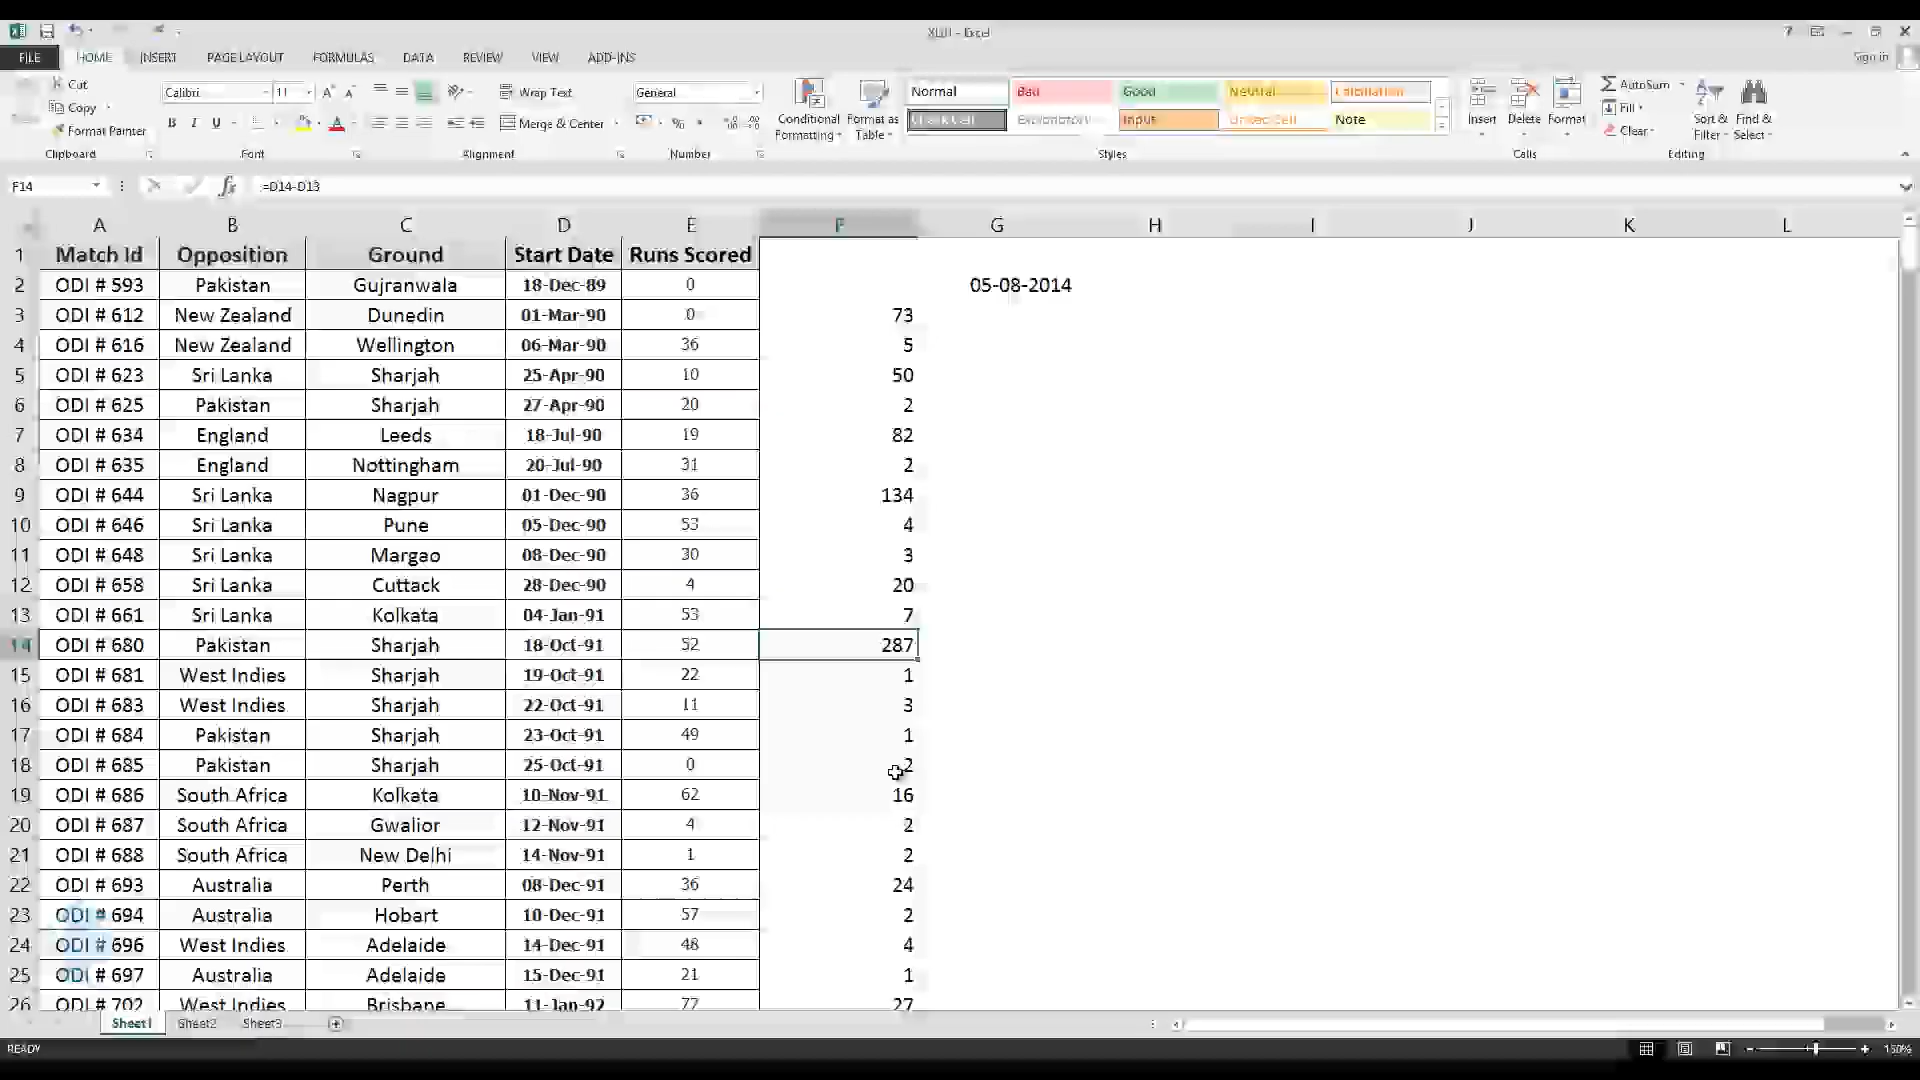 XLIII - Excel
Sign in
FILE HOME INSERT PAGE LAYOUT FORMULAS DATA REVIEW VIEW ADD-INS
Cut
Copy
Format Painter
Clipboard
Calibri 11
B I U
Font
Wrap Text
Merge & Center
Alignment
General
%
Number
Conditional Formatting
Format as Table
Normal Bad Good Neutral Calculation
Check Cell Explanatory ... Input Linked Cell Note
Styles
Insert Delete Format
Cells
AutoSum
Fill
Clear
Sort & Filter
Find & Select
Editing
F14 fx =D14-D13
A B C D E F G H I J K L
1 Match Id Opposition Ground Start Date Runs Scored
2 ODI # 593 Pakistan Gujranwala 18-Dec-89 0 05-08-2014
3 ODI # 612 New Zealand Dunedin 01-Mar-90 0 73
4 ODI # 616 New Zealand Wellington 06-Mar-90 36 5
5 ODI # 623 Sri Lanka Sharjah 25-Apr-90 10 50
6 ODI # 625 Pakistan Sharjah 27-Apr-90 20 2
7 ODI # 634 England Leeds 18-Jul-90 19 82
8 ODI # 635 England Nottingham 20-Jul-90 31 2
9 ODI # 644 Sri Lanka Nagpur 01-Dec-90 36 134
10 ODI # 646 Sri Lanka Pune 05-Dec-90 53 4
11 ODI # 648 Sri Lanka Margao 08-Dec-90 30 3
12 ODI # 658 Sri Lanka Cuttack 28-Dec-90 4 20
13 ODI # 661 Sri Lanka Kolkata 04-Jan-91 53 7
14 ODI # 680 Pakistan Sharjah 18-Oct-91 52 287
15 ODI # 681 West Indies Sharjah 19-Oct-91 22 1
16 ODI # 683 West Indies Sharjah 22-Oct-91 11 3
17 ODI # 684 Pakistan Sharjah 23-Oct-91 49 1
18 ODI # 685 Pakistan Sharjah 25-Oct-91 0 2
19 ODI # 686 South Africa Kolkata 10-Nov-91 62 16
20 ODI # 687 South Africa Gwalior 12-Nov-91 4 2
21 ODI # 688 South Africa New Delhi 14-Nov-91 1 2
22 ODI # 693 Australia Perth 08-Dec-91 36 24
23 ODI # 694 Australia Hobart 10-Dec-91 57 2
24 ODI # 696 West Indies Adelaide 14-Dec-91 48 4
25 ODI # 697 Australia Adelaide 15-Dec-91 21 1
26 ODI # 702 West Indies Brisbane 11-Jan-92 77 27
Sheet1 Sheet2 Sheet3
READY
150%